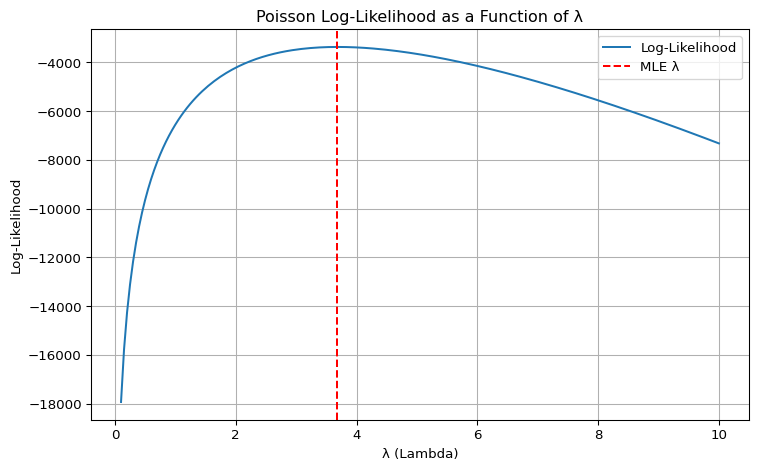 Poisson Log-Likelihood as a Function of λ
Log-Likelihood
MLE λ
Log-Likelihood
−4000
−6000
−8000
−10000
−12000
−14000
−16000
−18000
0 2 4 6 8 10
λ (Lambda)